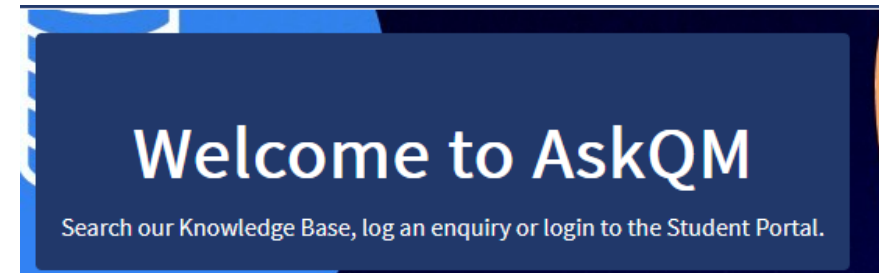 Welcome to AskQM
Search our Knowledge Base, log an enquiry or login to the Student Portal.